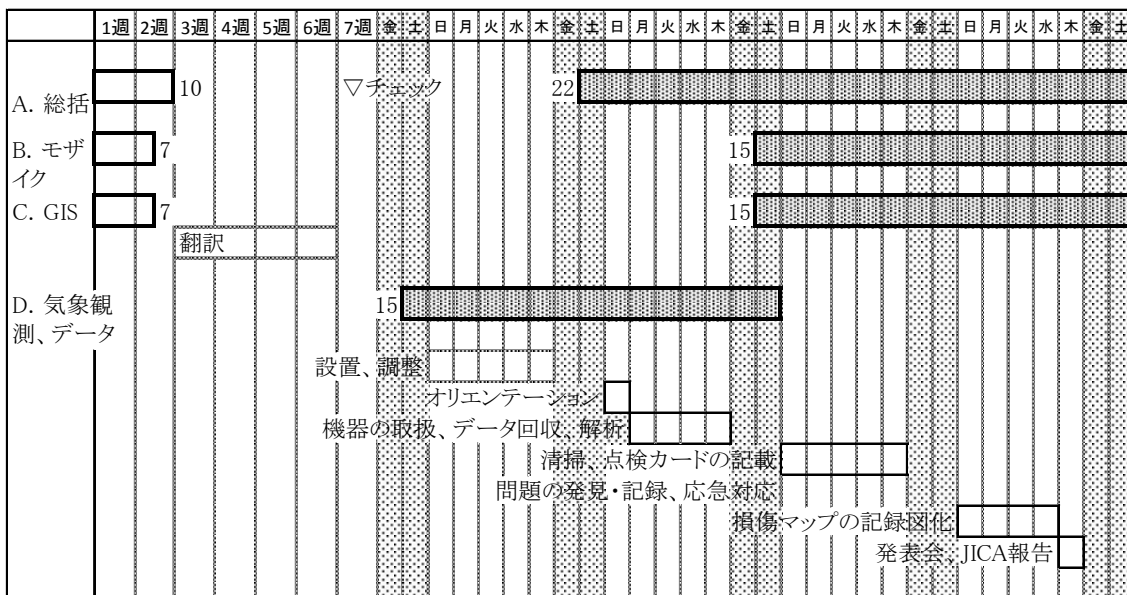 1週 2週 3週 4週 5週 6週 7週 金 土 日 月 火 水 木 金 土 日 月 火 水 木 金 土 日 月 火 水 木 金 土 日 月 火 水 木 金 土
A. 総括 10 ▽チェック 22
B. モザ 7 15
イク
C. GIS 7 15
翻訳
D. 気象観 15
測、データ
設置、調整
オリエンテーション
機器の取扱、データ回収、解析
清掃、点検カードの記載
問題の発見・記録、応急対応
損傷マップの記録図化
発表会、JICA報告